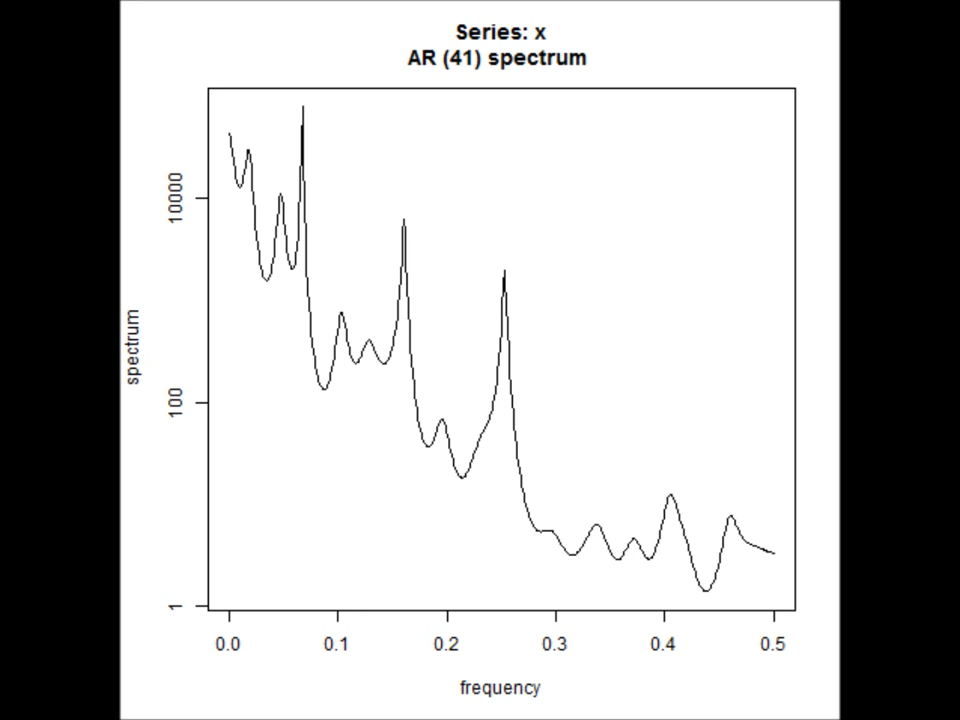 Series: x
AR (41) spectrum
spectrum
10000
100
1
0.0 0.1 0.2 0.3 0.4 0.5
frequency